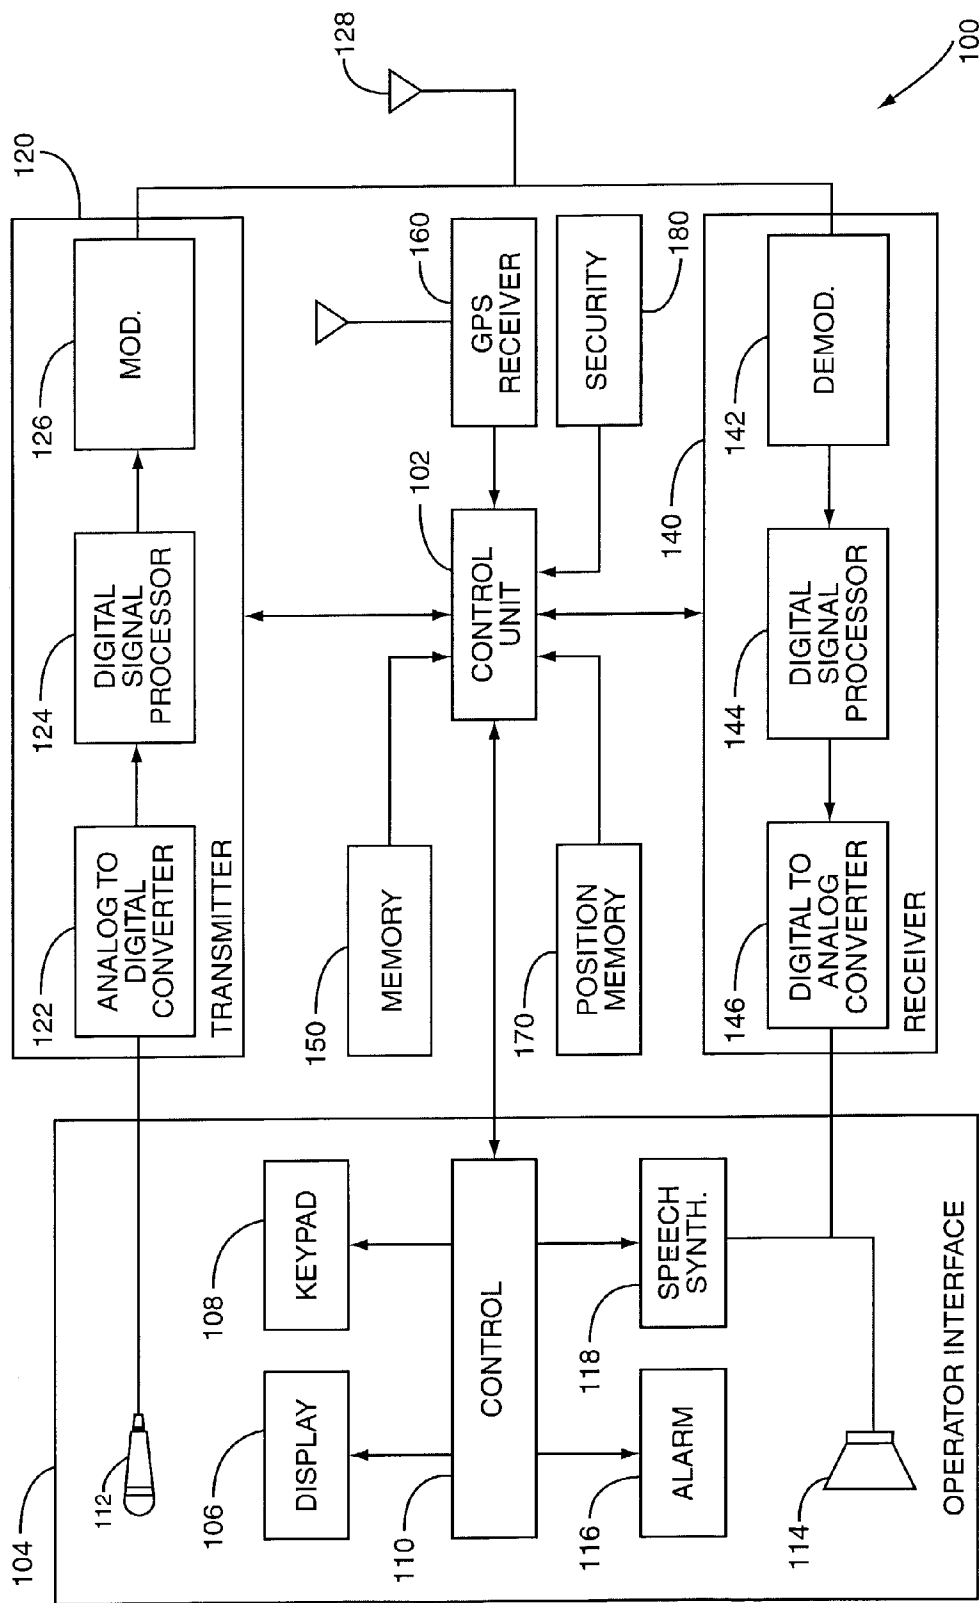 104
112
106
DISPLAY
108
KEYPAD
110
CONTROL
116
ALARM
118
SPEECH
SYNTH.
114
OPERATOR INTERFACE
120
122
ANALOG TO
DIGITAL
CONVERTER
124
DIGITAL
SIGNAL
PROCESSOR
126
MOD.
TRANSMITTER
128
150
MEMORY
170
POSITION
MEMORY
102
CONTROL
UNIT
160
GPS
RECEIVER
SECURITY
180
140
146
DIGITAL TO
ANALOG
CONVERTER
144
DIGITAL
SIGNAL
PROCESSOR
142
DEMOD.
RECEIVER
100